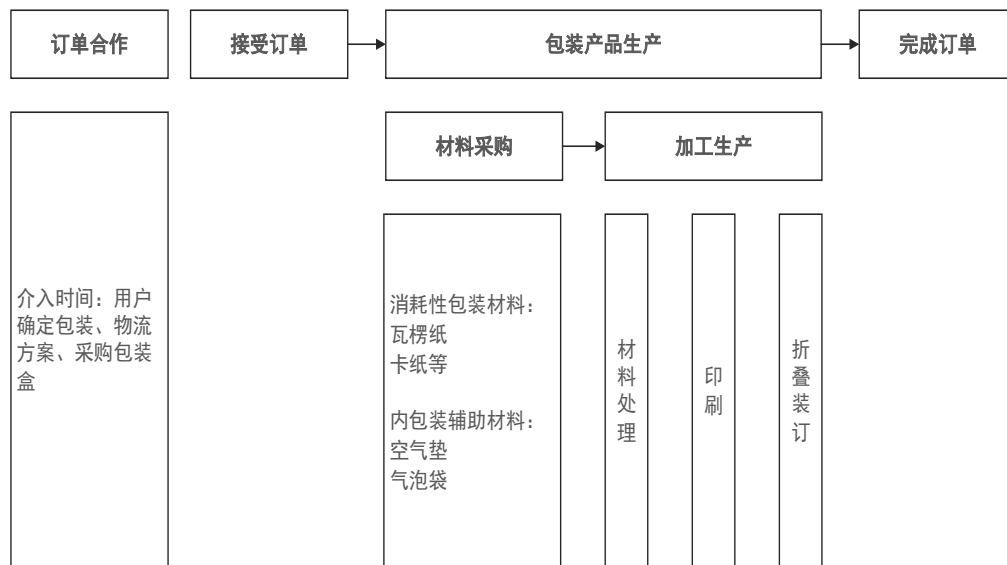 订单合作
接受订单
包装产品生产
完成订单
材料采购
加工生产
介入时间：用户
确定包装、物流
方案、采购包装
盒
消耗性包装材料：
瓦楞纸
卡纸等
内包装辅助材料：
空气垫
气泡袋
材料处理
印刷
折叠装订